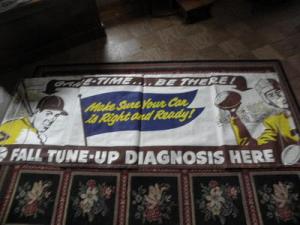 GAME-TIME.... BE THERE!
Make Sure Your Car
is Right and Ready!
FALL TUNE-UP DIAGNOSIS HERE